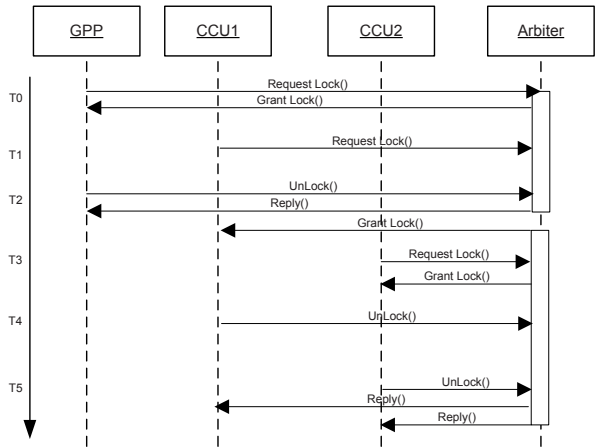 GPP CCU1 CCU2 Arbiter
Request Lock()
T0 Grant Lock()
Request Lock()
T1
UnLock()
T2 Reply()
Grant Lock()
T3 Request Lock()
Grant Lock()
T4 UnLock()
T5 UnLock()
Reply()
Reply()